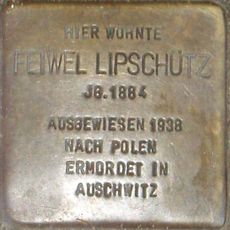 HIER WOHNTE
FEIWEL LIPSCHÜTZ
JG. 1884
AUSGEWIESEN 1938
NACH POLEN
ERMORDET IN
AUSCHWITZ